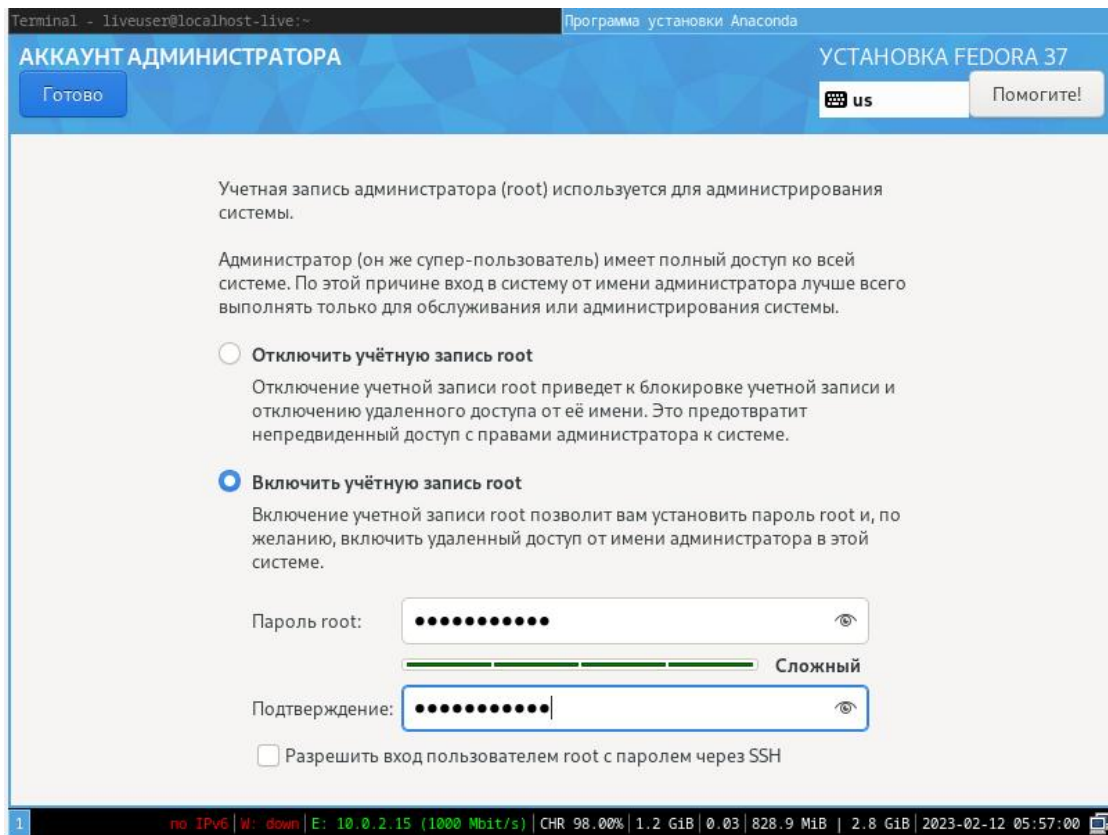 Terminal - liveuser@localhost-live:~
Программа установки Anaconda
АККАУНТ АДМИНИСТРАТОРА
УСТАНОВКА FEDORA 37
Готово
us
Помогите!
Учетная запись администратора (root) используется для администрирования
системы.
Администратор (он же супер-пользователь) имеет полный доступ ко всей
системе. По этой причине вход в систему от имени администратора лучше всего
выполнять только для обслуживания или администрирования системы.
Отключить учётную запись root
Отключение учетной записи root приведет к блокировке учетной записи и
отключению удаленного доступа от её имени. Это предотвратит
непредвиденный доступ с правами администратора к системе.
Включить учётную запись root
Включение учетной записи root позволит вам установить пароль root и, по
желанию, включить удаленный доступ от имени администратора в этой
системе.
Пароль root: ●●●●●●●●●●●
Сложный
Подтверждение: ●●●●●●●●●●●
Разрешить вход пользователем root с паролем через SSH
1 no IPv6 | W: down | E: 10.0.2.15 (1000 Mbit/s) | CHR 98.00% | 1.2 GiB | 0.03 | 828.9 MiB | 2.8 GiB | 2023-02-12 05:57:00